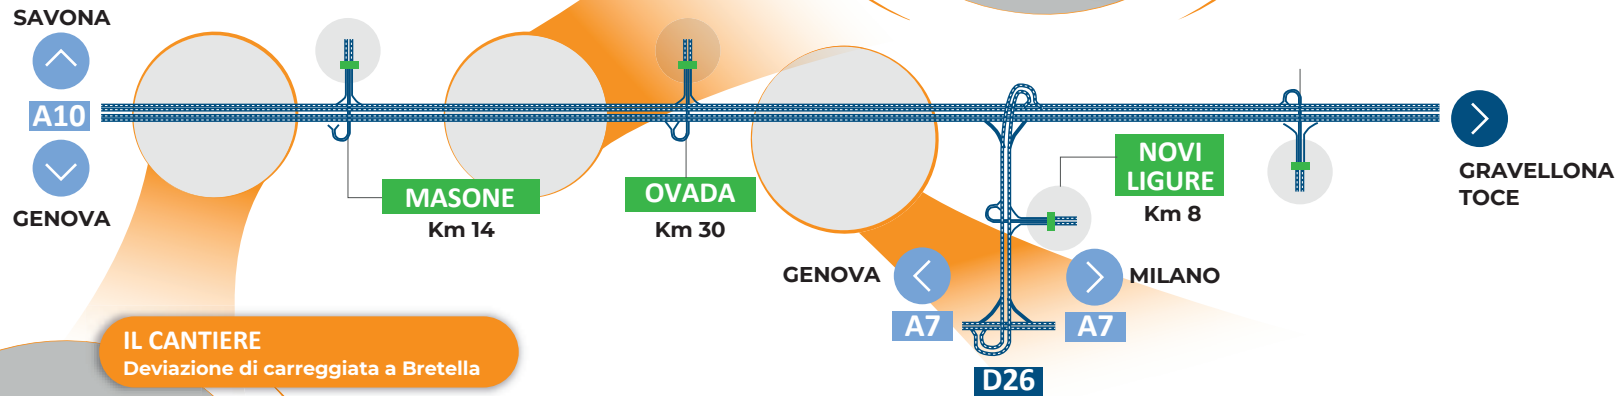 SAVONA
A10
GENOVA
MASONE
Km 14
OVADA
Km 30
NOVI
LIGURE
Km 8
GRAVELLONA
TOCE
GENOVA
MILANO
A7
A7
D26
IL CANTIERE
Deviazione di carreggiata a Bretella